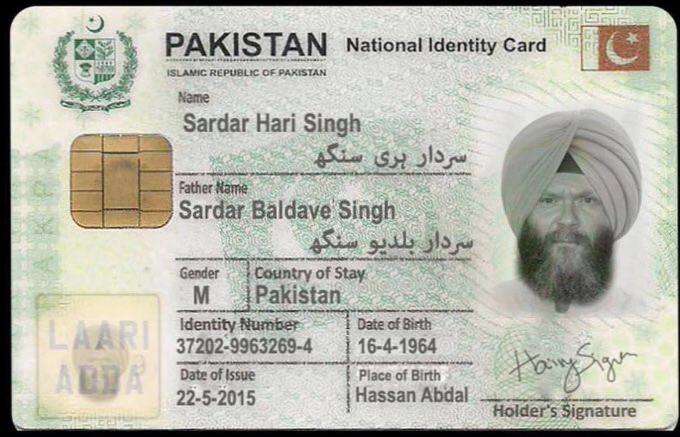 PAKISTAN National Identity Card
ISLAMIC REPUBLIC OF PAKISTAN
Name
Sardar Hari Singh
سردار ہری سنگھ
Father Name
Sardar Baldave Singh
سردار بلدیو سنگھ
Gender
Country of Stay
M
Pakistan
Identity Number
Date of Birth
37202-9963269-4
16-4-1964
Date of Issue
Place of Birth
22-5-2015
Hassan Abdal
LAARI
ADDA
Holder's Signature